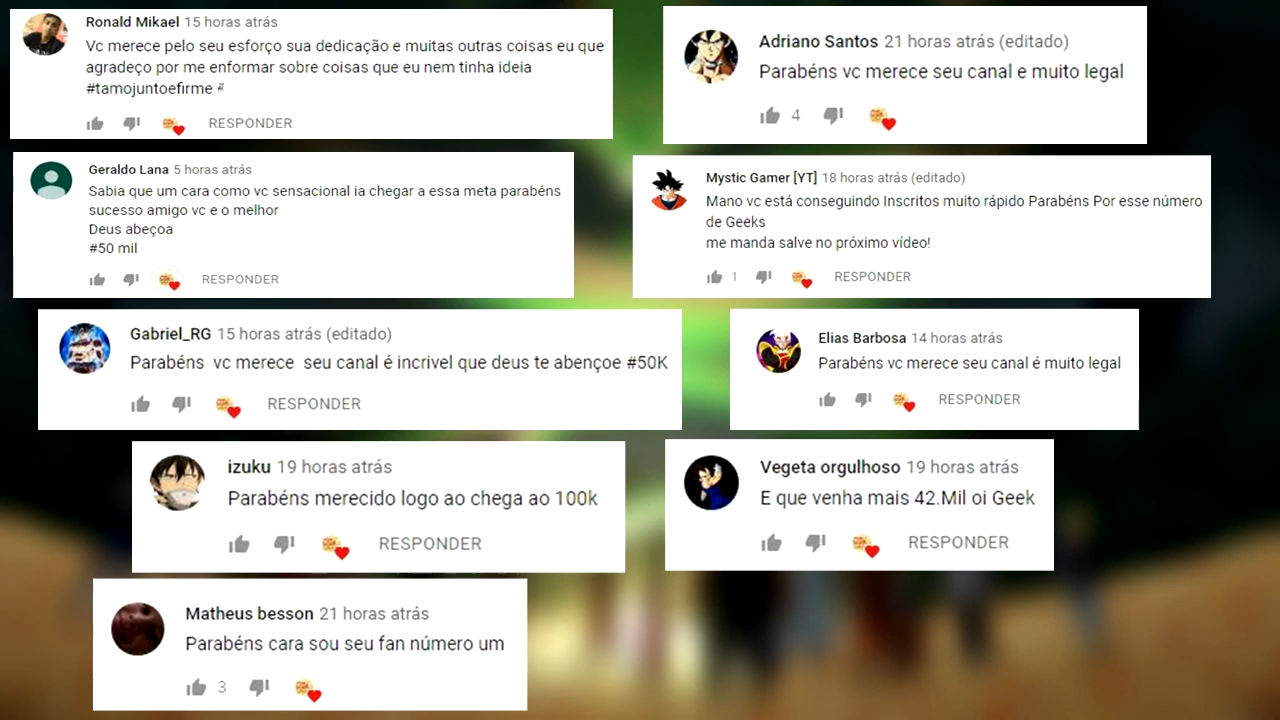 Ronald Mikael 15 horas atrás
Vc merece pelo seu esforço sua dedicação e muitas outras coisas eu que
agradeço por me enformar sobre coisas que eu nem tinha ideia
#tamojuntoefirme
RESPONDER
Adriano Santos 21 horas atrás (editado)
Parabéns vc merece seu canal e muito legal
4
Geraldo Lana 5 horas atrás
Sabia que um cara como vc sensacional ia chegar a essa meta parabéns
sucesso amigo vc e o melhor
Deus abeçoa
#50 mil
RESPONDER
Mystic Gamer [YT] 18 horas atrás (editado)
Mano vc está conseguindo Inscritos muito rápido Parabéns Por esse número
de Geeks
me manda salve no próximo vídeo!
1 RESPONDER
Gabriel_RG 15 horas atrás (editado)
Parabéns vc merece seu canal é incrivel que deus te abençoe #50K
RESPONDER
Elias Barbosa 14 horas atrás
Parabéns vc merece seu canal é muito legal
RESPONDER
izuku 19 horas atrás
Parabéns merecido logo ao chega ao 100k
RESPONDER
Vegeta orgulhoso 19 horas atrás
E que venha mais 42.Mil oi Geek
RESPONDER
Matheus besson 21 horas atrás
Parabéns cara sou seu fan número um
3